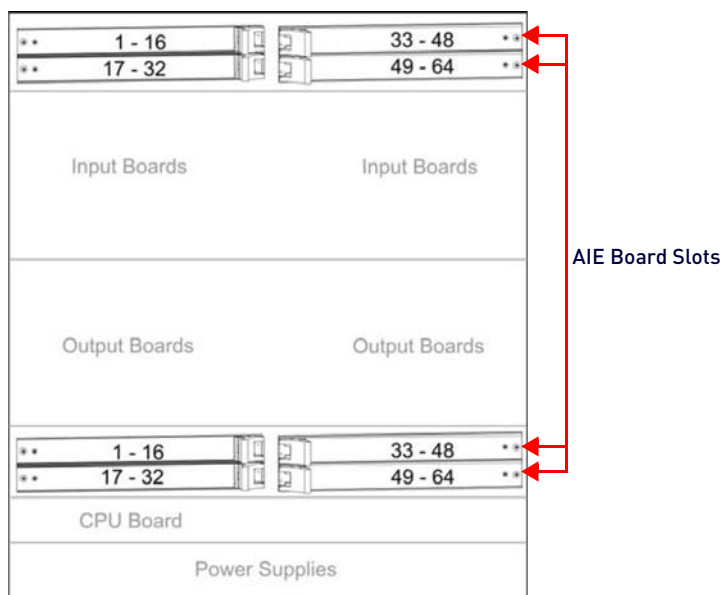 1 - 16 33 - 48
17 - 32 49 - 64
Input Boards Input Boards
AIE Board Slots
Output Boards Output Boards
1 - 16 33 - 48
17 - 32 49 - 64
CPU Board
Power Supplies